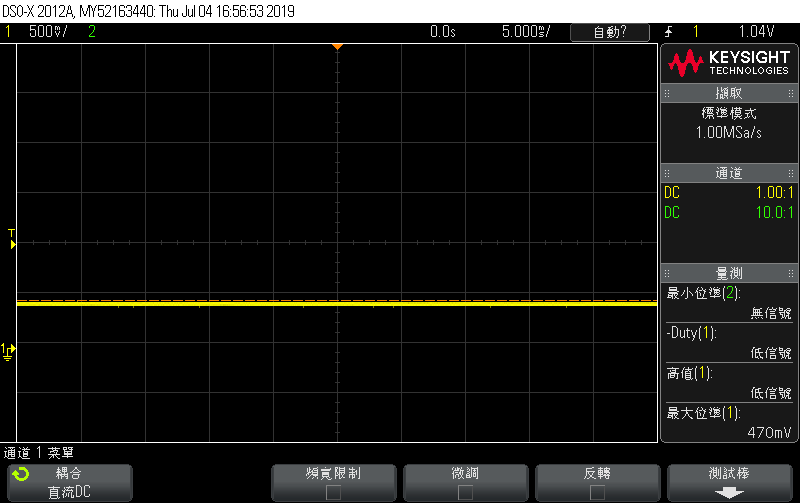 DSO-X 2012A, MY52163440: Thu Jul 04 16:56:53 2019
1 500mV/ 2 0.0s 5.000s/ 自動? 1 1.04V
KEYSIGHT
TECHNOLOGIES
擷取
標準模式
1.00MSa/s
通道
DC 1.00:1
DC 10.0:1
量測
最小位準(2):
無信號
-Duty(1):
低信號
高值(1):
低信號
最大位準(1):
470mV
T
1
通道 1 菜單
耦合
直流DC
頻寬限制
微調
反轉
測試棒